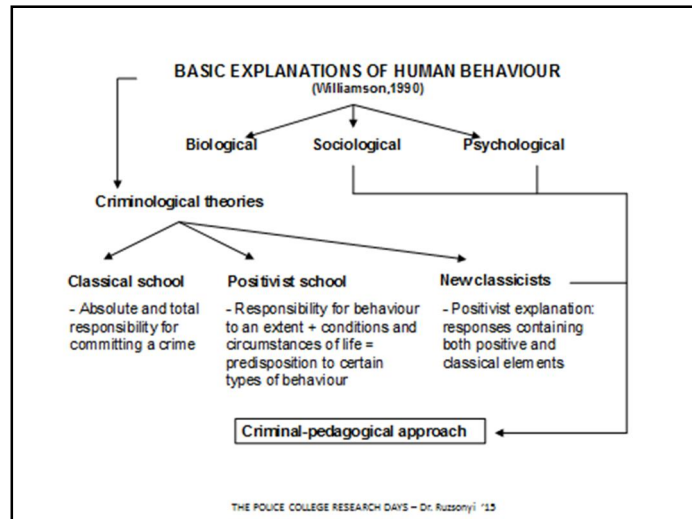 BASIC EXPLANATIONS OF HUMAN BEHAVIOUR
(Williamson,1990)
Biological Sociological Psychological
Criminological theories
Classical school
- Absolute and total
responsibility for
committing a crime
Positivist school
- Responsibility for behaviour
to an extent + conditions and
circumstances of life =
predisposition to certain
types of behaviour
New classicists
- Positivist explanation:
responses containing
both positive and
classical elements
Criminal-pedagogical approach
THE POLICE COLLEGE RESEARCH DAYS – Dr. Ruzsonyi '15